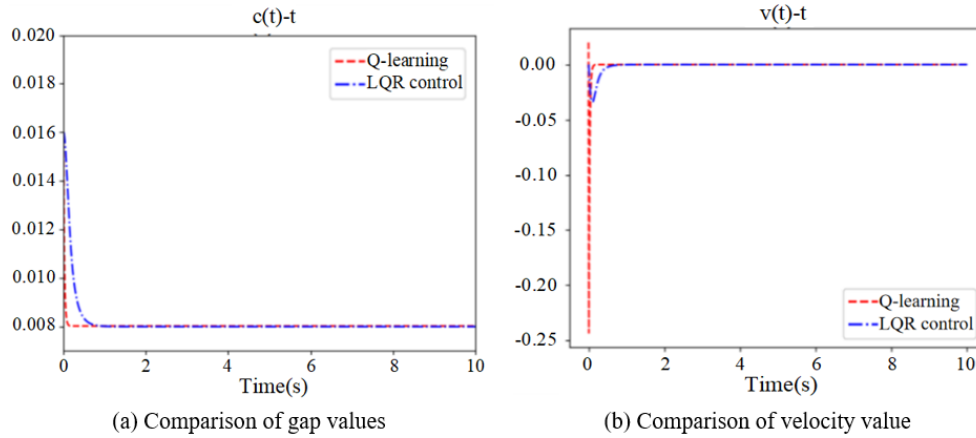 c(t)-t
0.020
0.018
0.016
0.014
0.012
0.010
0.008
Q-learning
LQR control
0 2 4 6 8 10
Time(s)
(a) Comparison of gap values
v(t)-t
0.00
-0.05
-0.10
-0.15
-0.20
-0.25
Q-learning
LQR control
0 2 4 6 8 10
Time(s)
(b) Comparison of velocity value